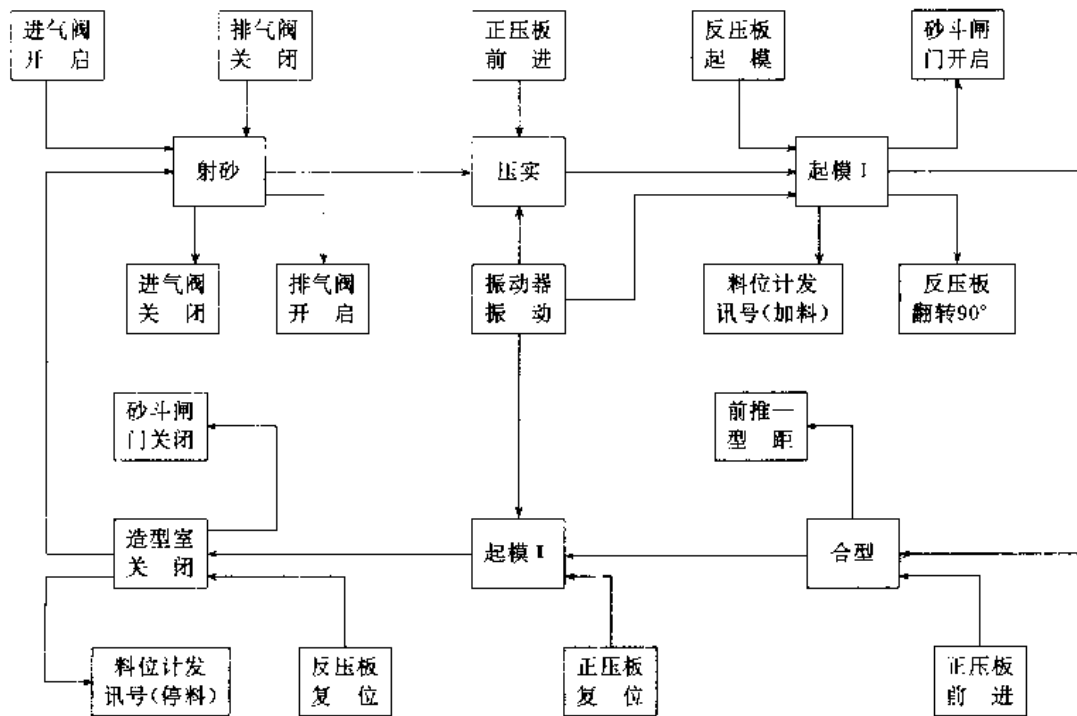 进气阀
开 启
排气阀
关 闭
正压板
前 进
反压板
起 模
砂斗闸
门开启
射砂
压实
起模Ⅰ
进气阀
关 闭
排气阀
开 启
振动器
振 动
料位计发
讯号(加料)
反压板
翻转90°
砂斗闸
门关闭
前推一
型 距
造型室
关 闭
起模Ⅱ
合型
料位计发
讯号(停料)
反压板
复 位
正压板
复 位
正压板
前 进